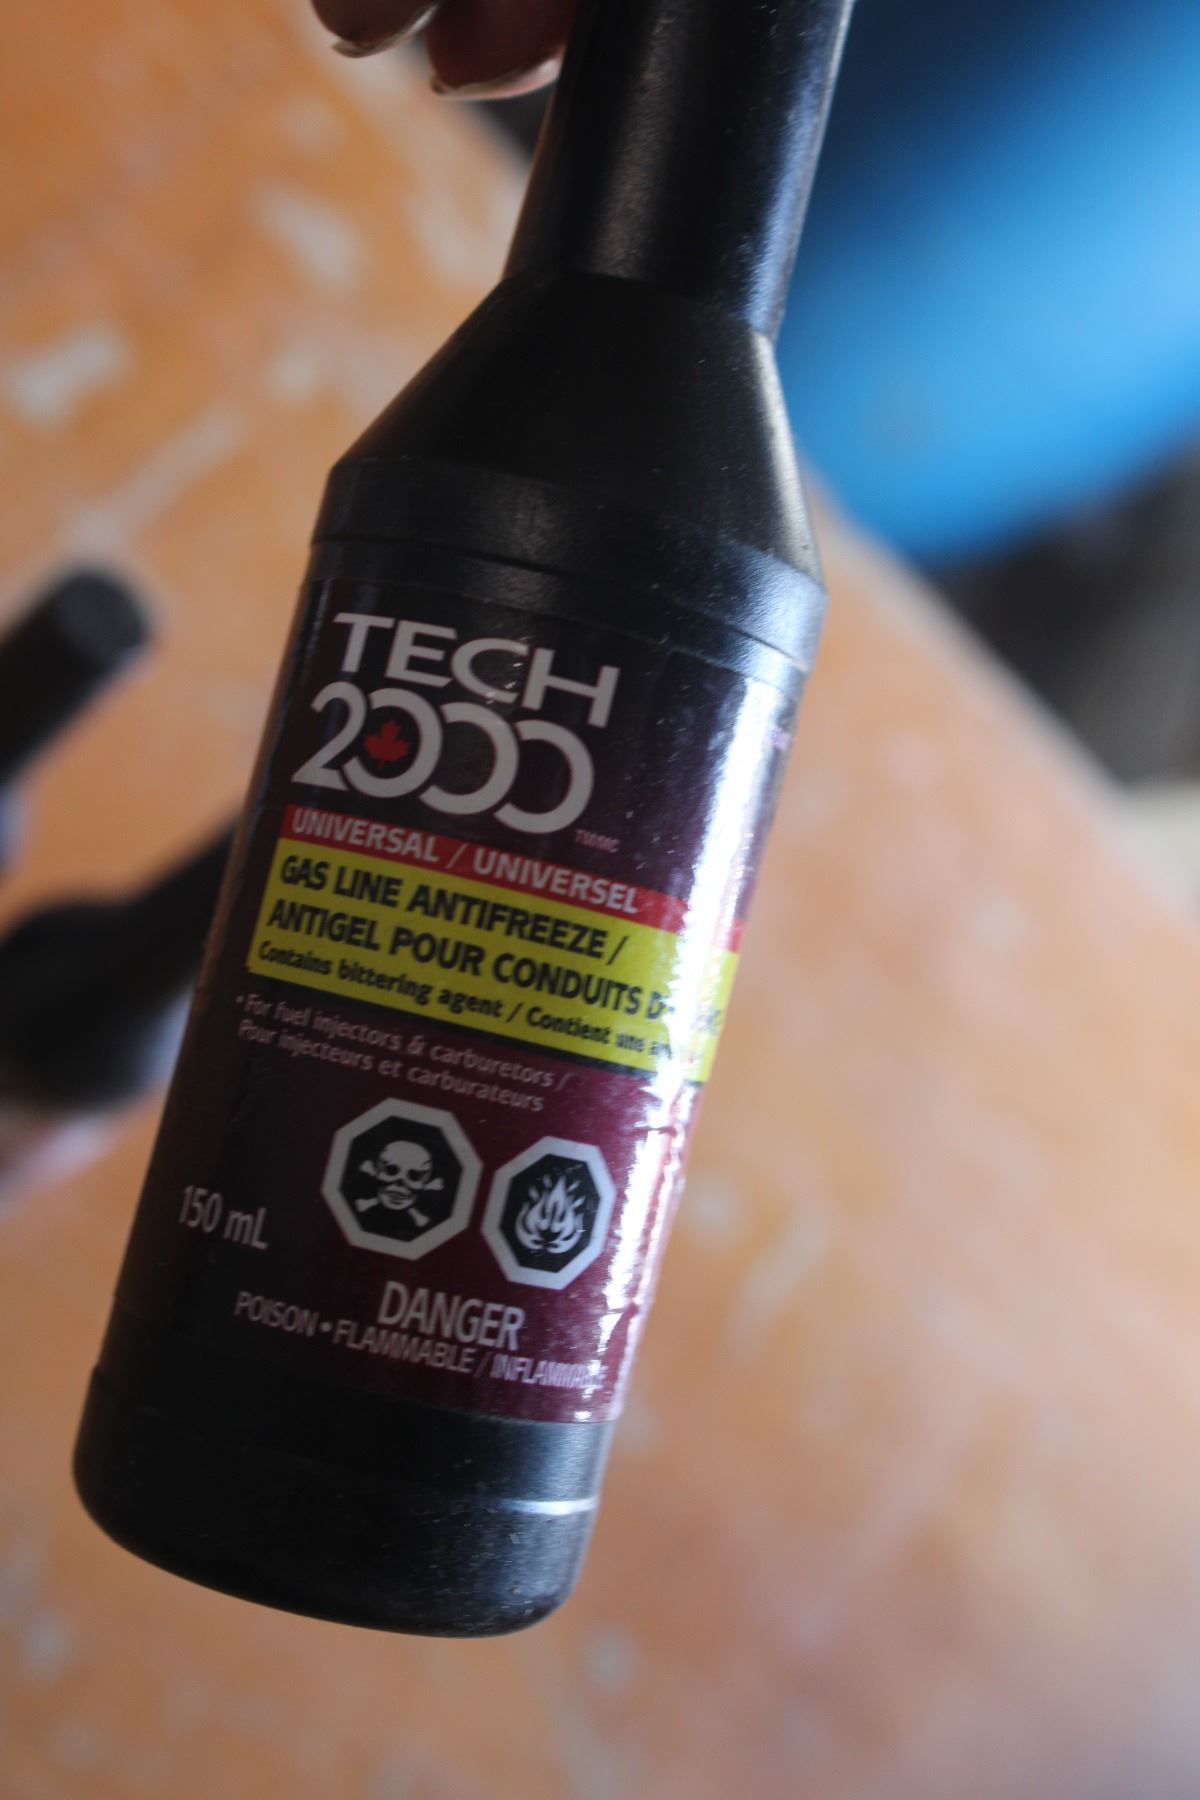 TECH
2000
UNIVERSAL / UNIVERSEL
GAS LINE ANTIFREEZE /
ANTIGEL POUR CONDUITS
Contains bittering agent / Contient une
• For fuel injectors & carburetors /
Pour injecteurs et carburateurs
150 mL
DANGER
POISON • FLAMMABLE / INFLAMMABLE